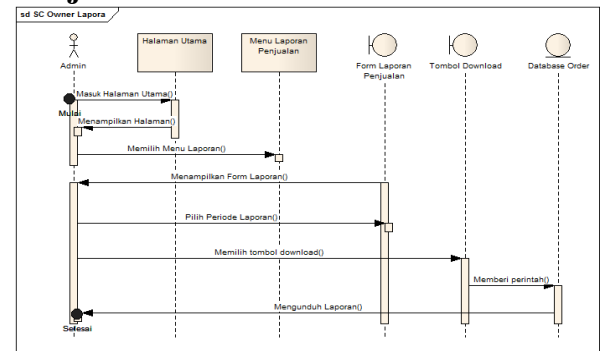 sd SC Owner Lapora
Halaman Utama
Menu Laporan
Penjualan
Admin
Form Laporan
Penjualan
Tombol Download
Database Order
Masuk Halaman Utama()
Mulai
Menampilkan Halaman()
Memilih Menu Laporan()
Menampilkan Form Laporan()
Pilih Periode Laporan()
Memilih tombol download()
Memberi perintah()
Mengunduh Laporan()
Selesai